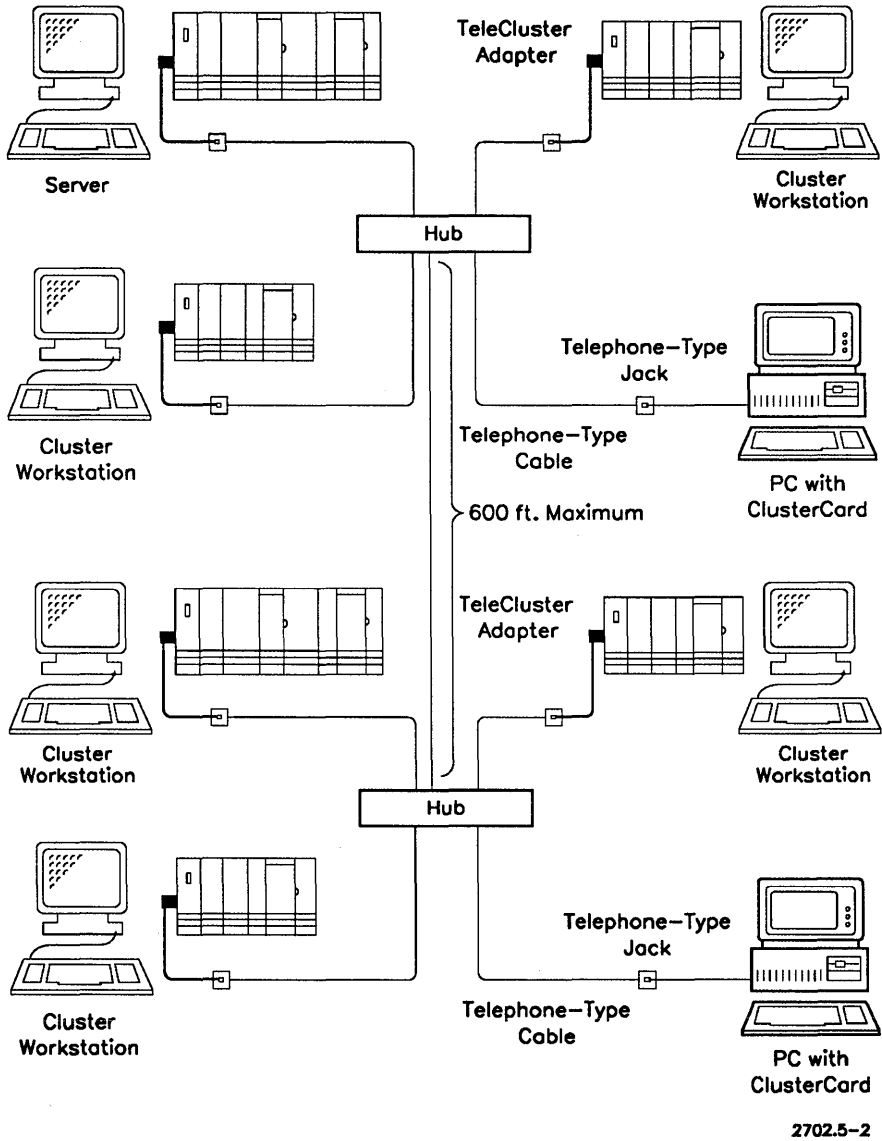 TeleCluster
Adapter
Server
Cluster
Workstation
Hub
Telephone-Type
Jack
Telephone-Type
Cable
Cluster
Workstation
PC with
ClusterCard
600 ft. Maximum
TeleCluster
Adapter
Cluster
Workstation
Cluster
Workstation
Hub
Telephone-Type
Jack
Telephone-Type
Cable
Cluster
Workstation
PC with
ClusterCard
2702.5-2